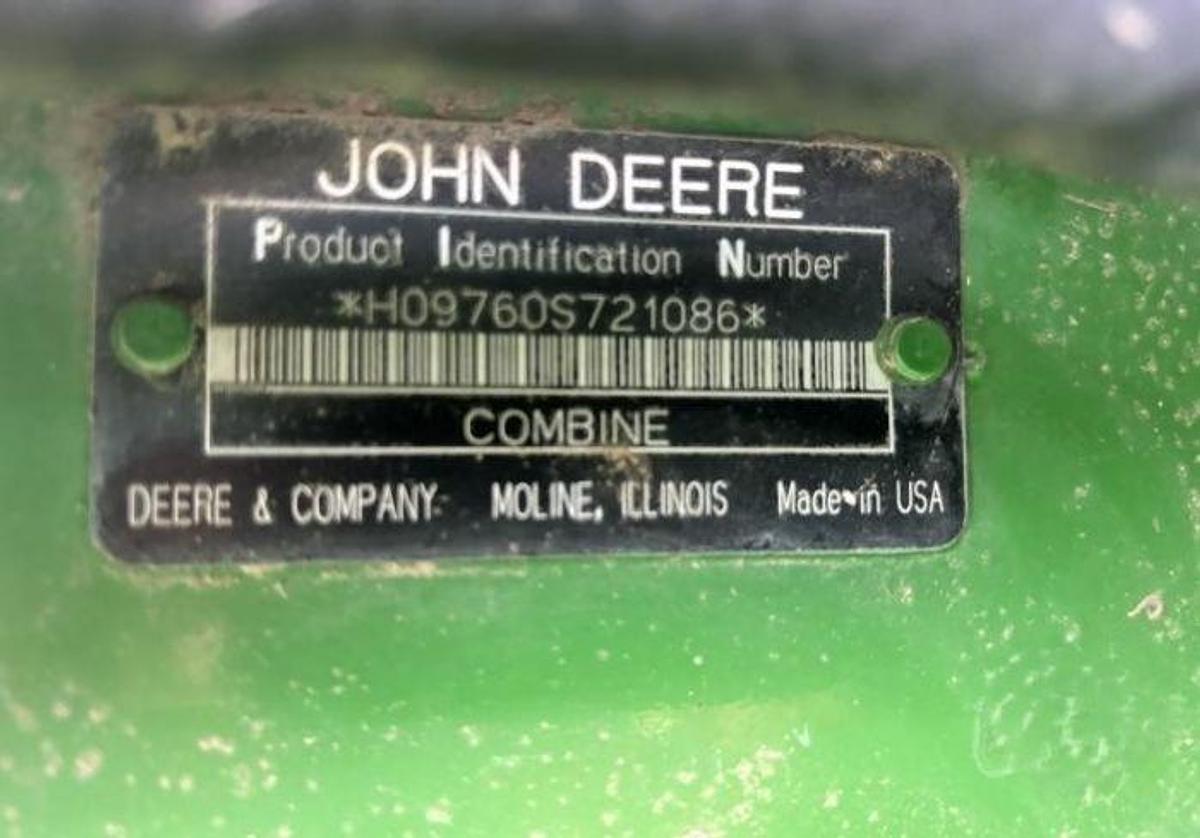 JOHN DEERE
Product Identification Number
*H09760S721086*
COMBINE
DEERE & COMPANY MOLINE, ILLINOIS Made in USA